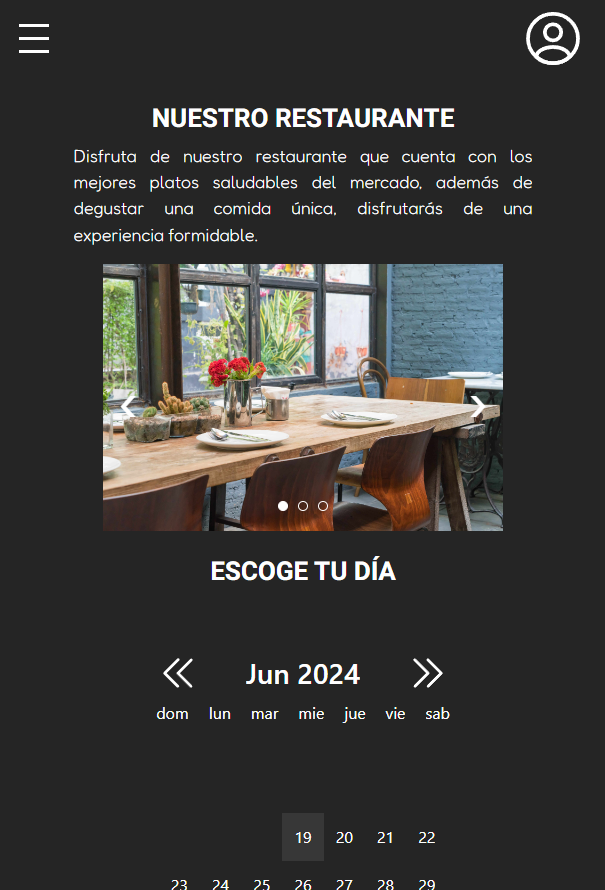 NUESTRO RESTAURANTE
Disfruta de nuestro restaurante que cuenta con los
mejores platos saludables del mercado, además de
degustar una comida única, disfrutarás de una
experiencia formidable.
ESCOGE TU DÍA
Jun 2024
dom lun mar mie jue vie sab
19 20 21 22
23 24 25 26 27 28 29